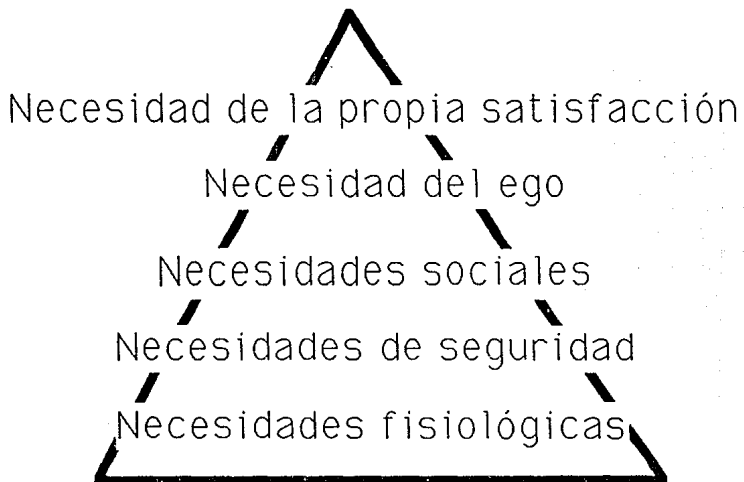 Necesidad de la propia satisfacción
Necesidad del ego
Necesidades sociales
Necesidades de seguridad
Necesidades fisiológicas